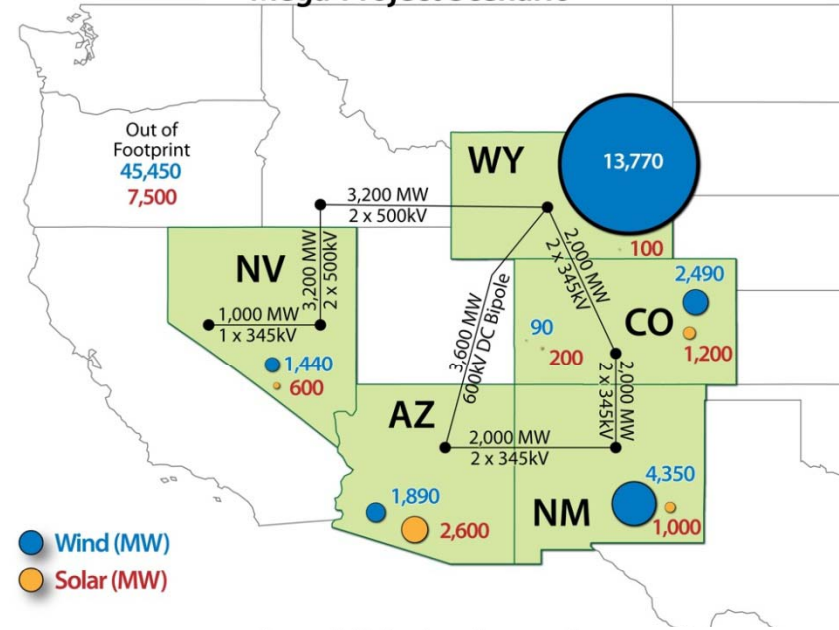 Out of
Footprint
45,450
7,500
WY
13,770
100
3,200 MW
2 x 500kV
3,200 MW
2 x 500kV
NV
1,000 MW
1 x 345kV
1,440
600
2,000 MW
2 x 345kV
3,600 MW
600kV DC Bipole
2,490
CO
1,200
90
200
2,000 MW
2 x 345kV
AZ
2,000 MW
2 x 345kV
1,890
2,600
NM
4,350
1,000
Wind (MW)
Solar (MW)